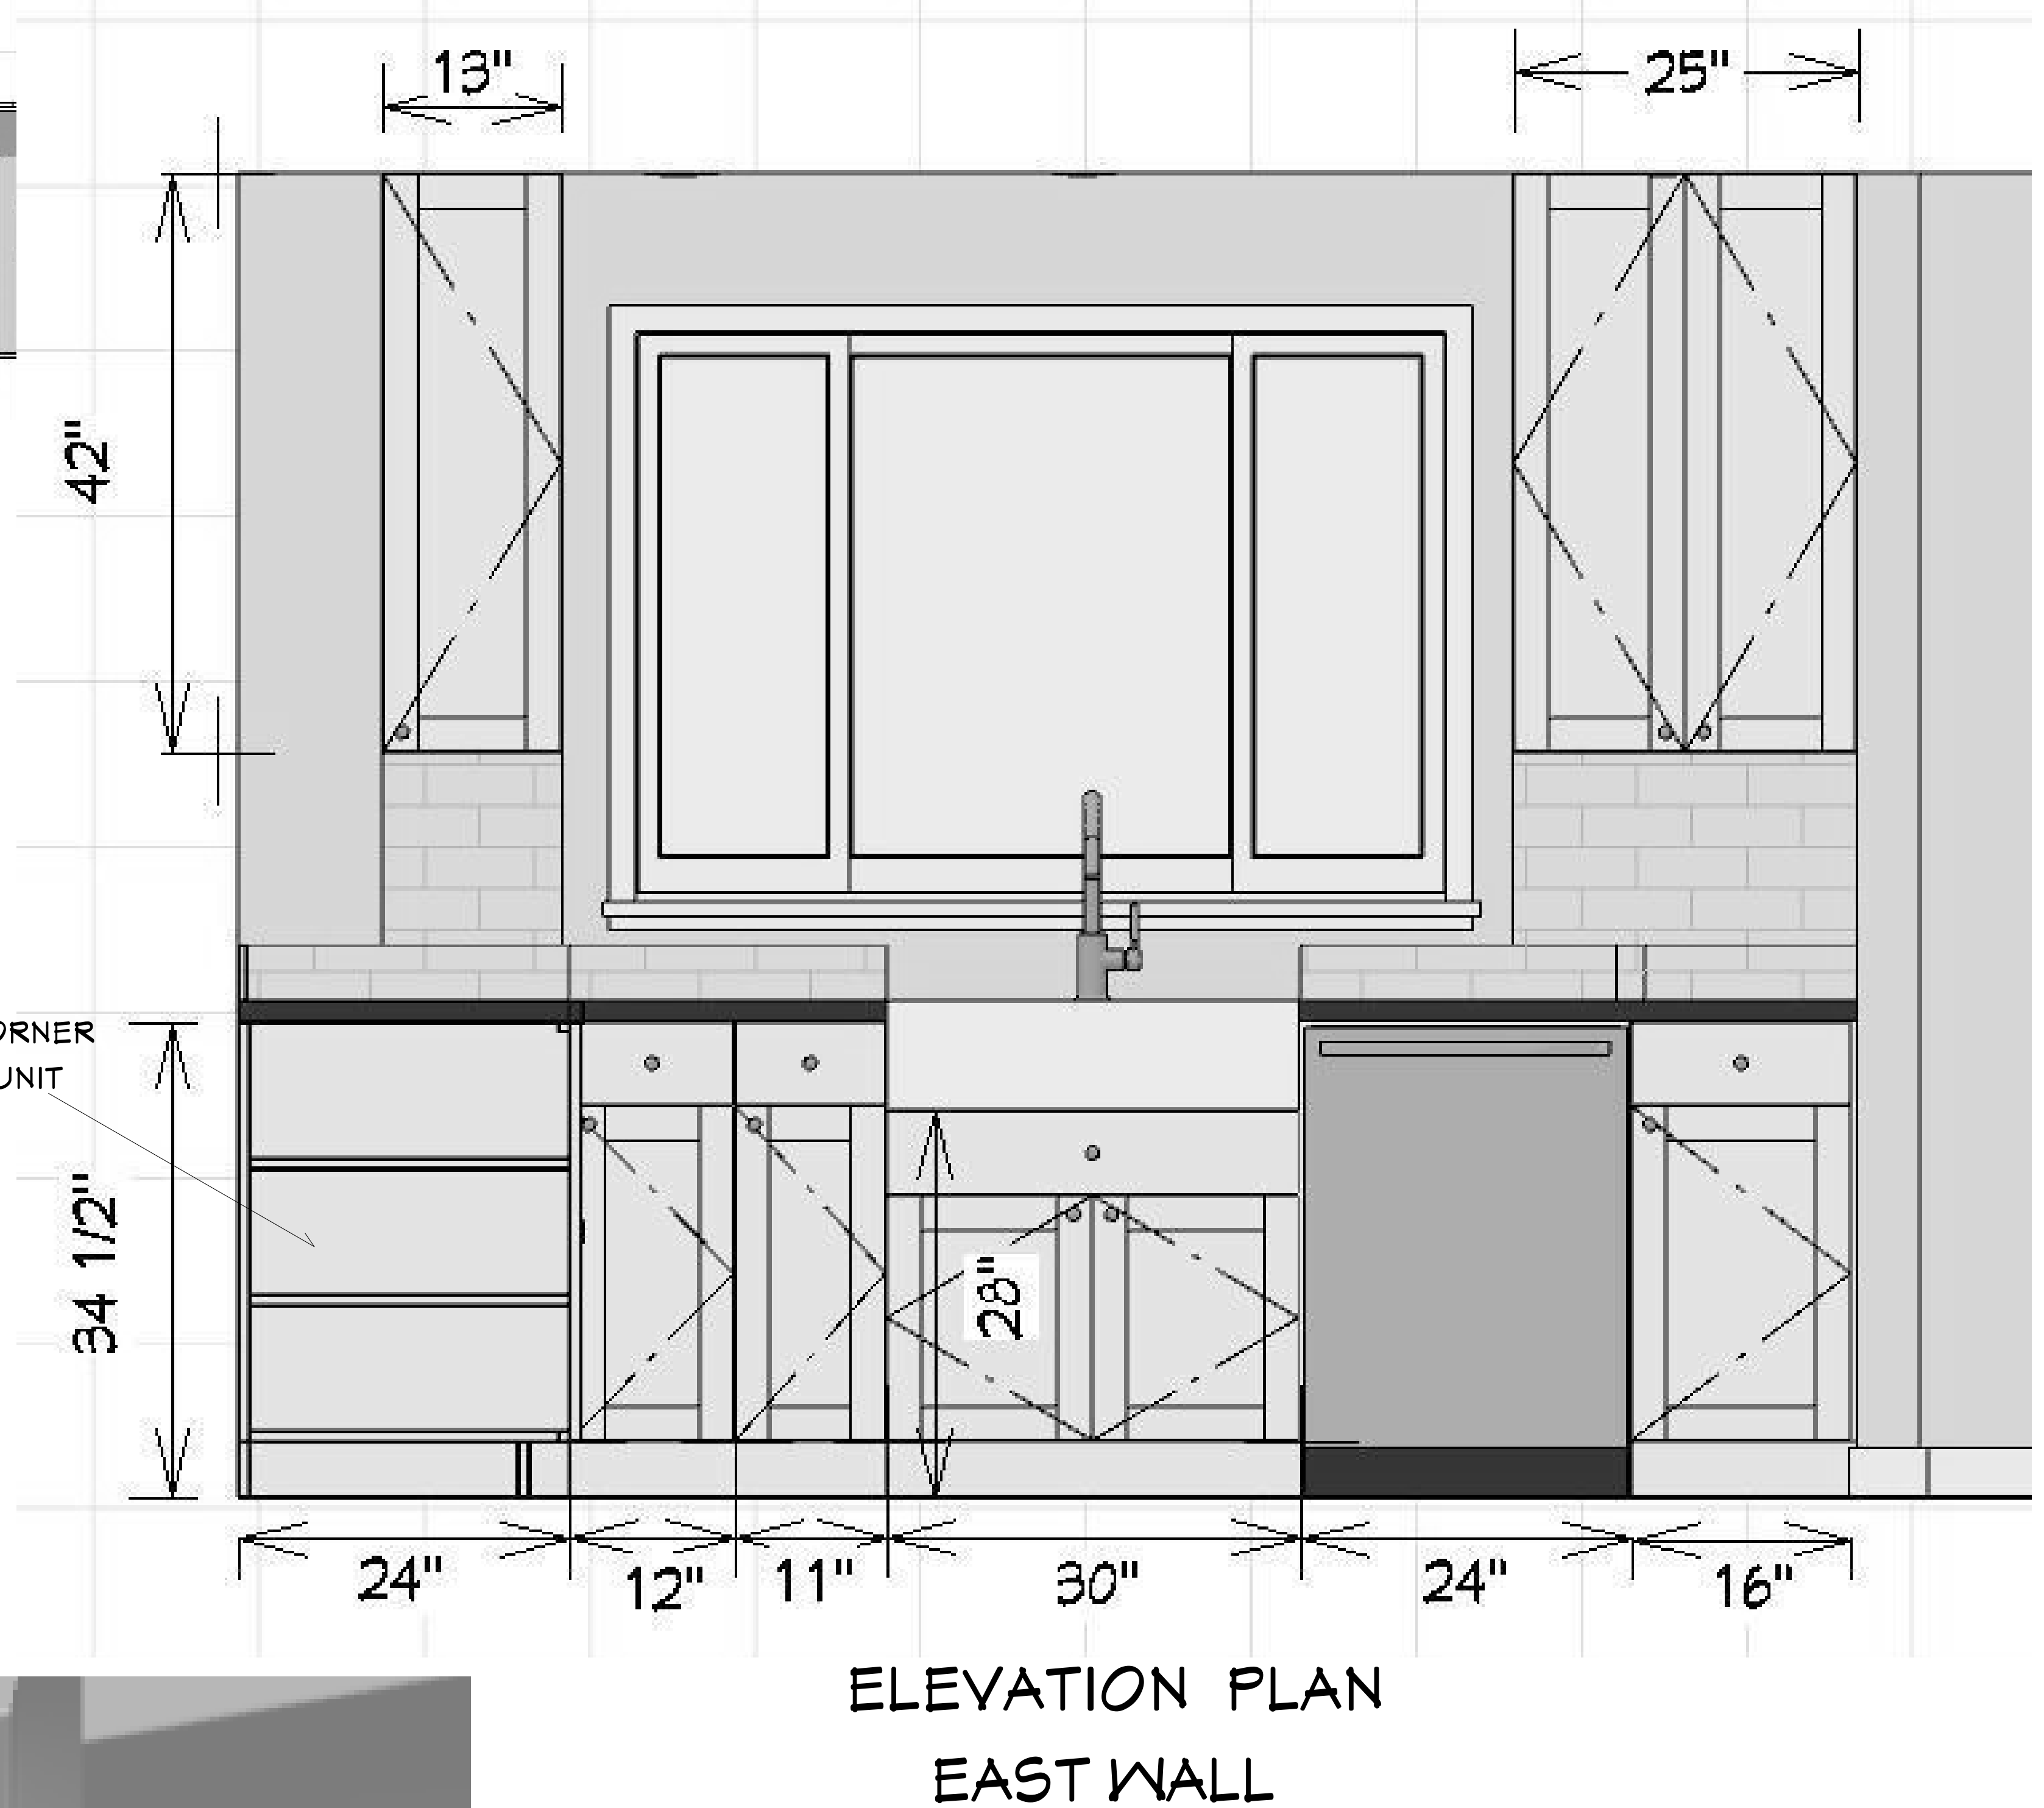 13"
25"
42"
ORNER
UNIT
34 1/2"
28"
24"
12"
11"
30"
24"
16"
ELEVATION PLAN
EAST WALL